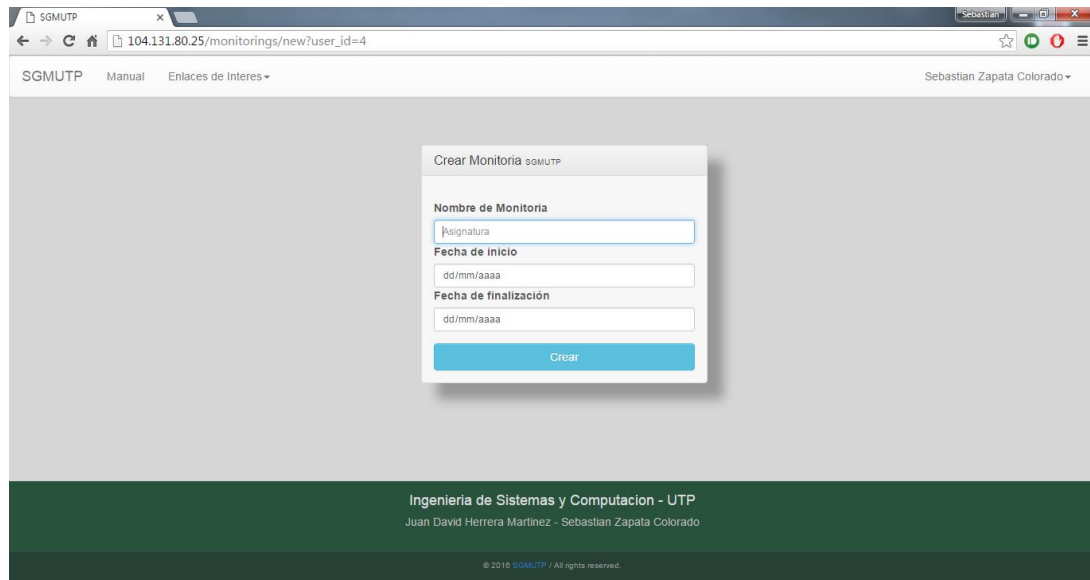 SGMUTP
Sebastian
104.131.80.25/monitorings/new?user_id=4
SGMUTP Manual Enlaces de Interes Sebastian Zapata Colorado
Crear Monitoria SGMUTP
Nombre de Monitoria
Asignatura
Fecha de inicio
dd/mm/aaaa
Fecha de finalización
dd/mm/aaaa
Crear
Ingenieria de Sistemas y Computacion - UTP
Juan David Herrera Martinez - Sebastian Zapata Colorado
© 2016 SGMUTP / All rights reserved.